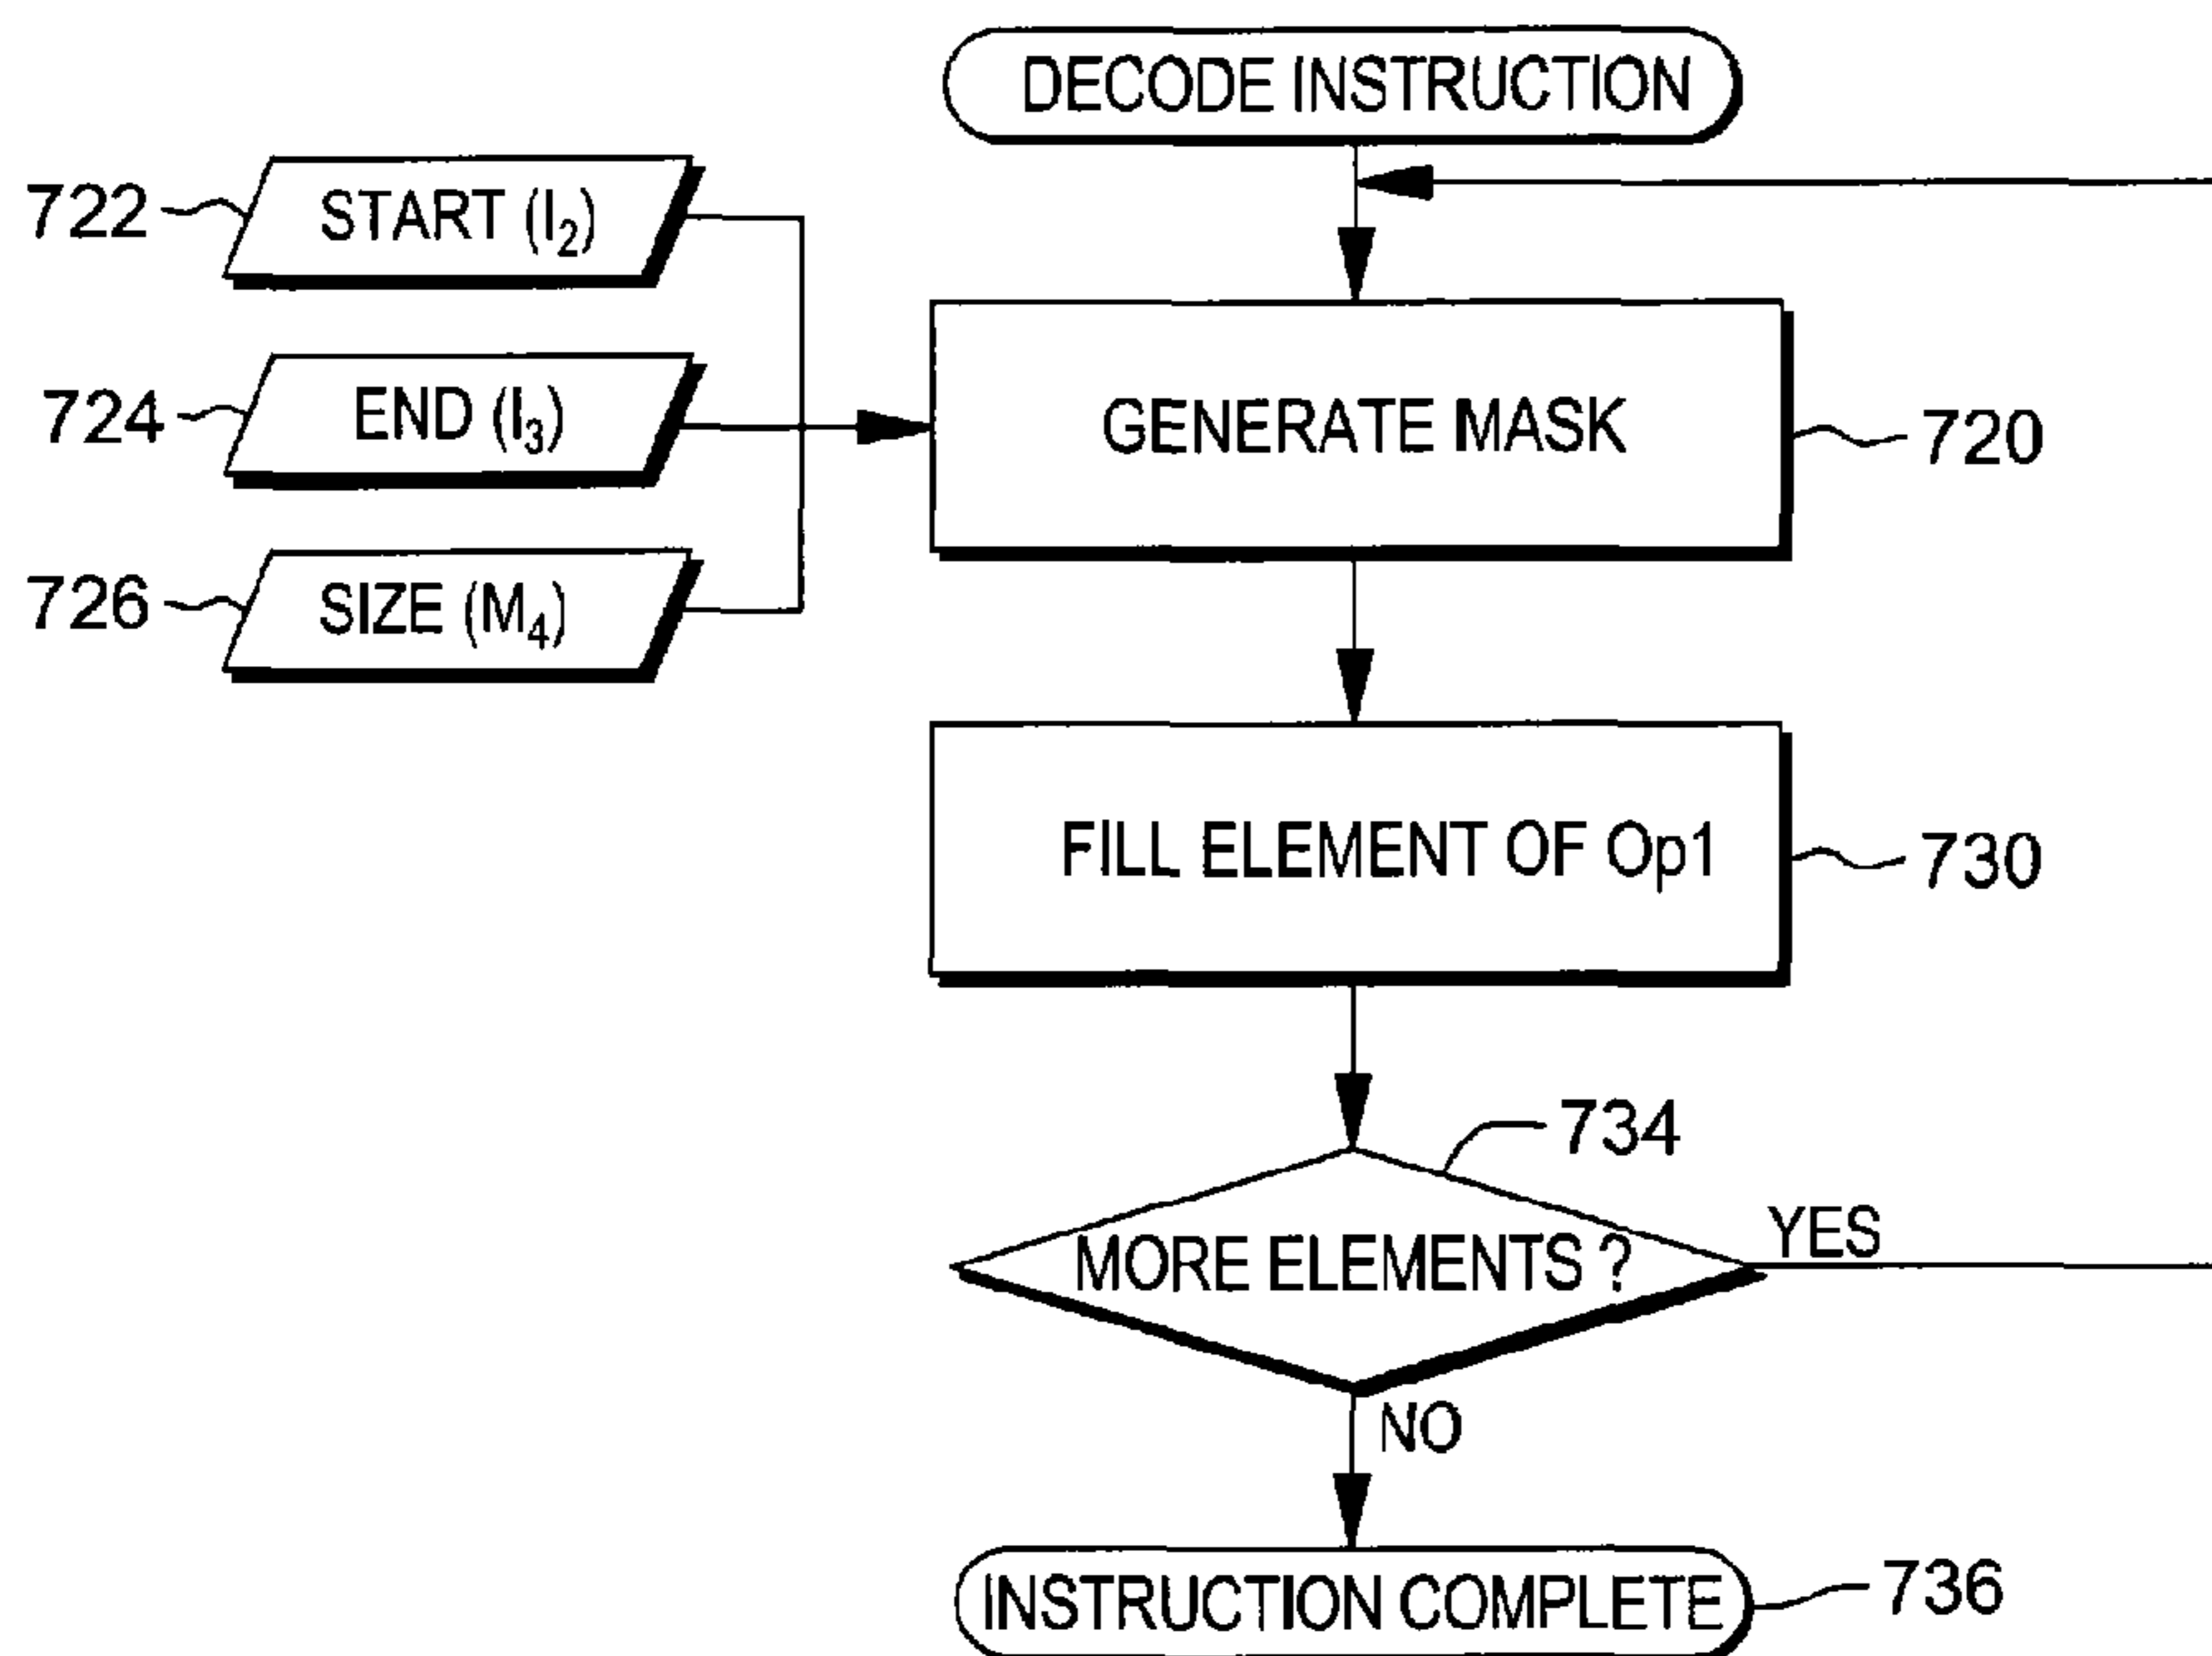 DECODE INSTRUCTION
722
START (I₂)
724
END (I₃)
GENERATE MASK
720
726
SIZE (M₄)
FILL ELEMENT OF Op1
730
734
MORE ELEMENTS ?
YES
NO
INSTRUCTION COMPLETE
736